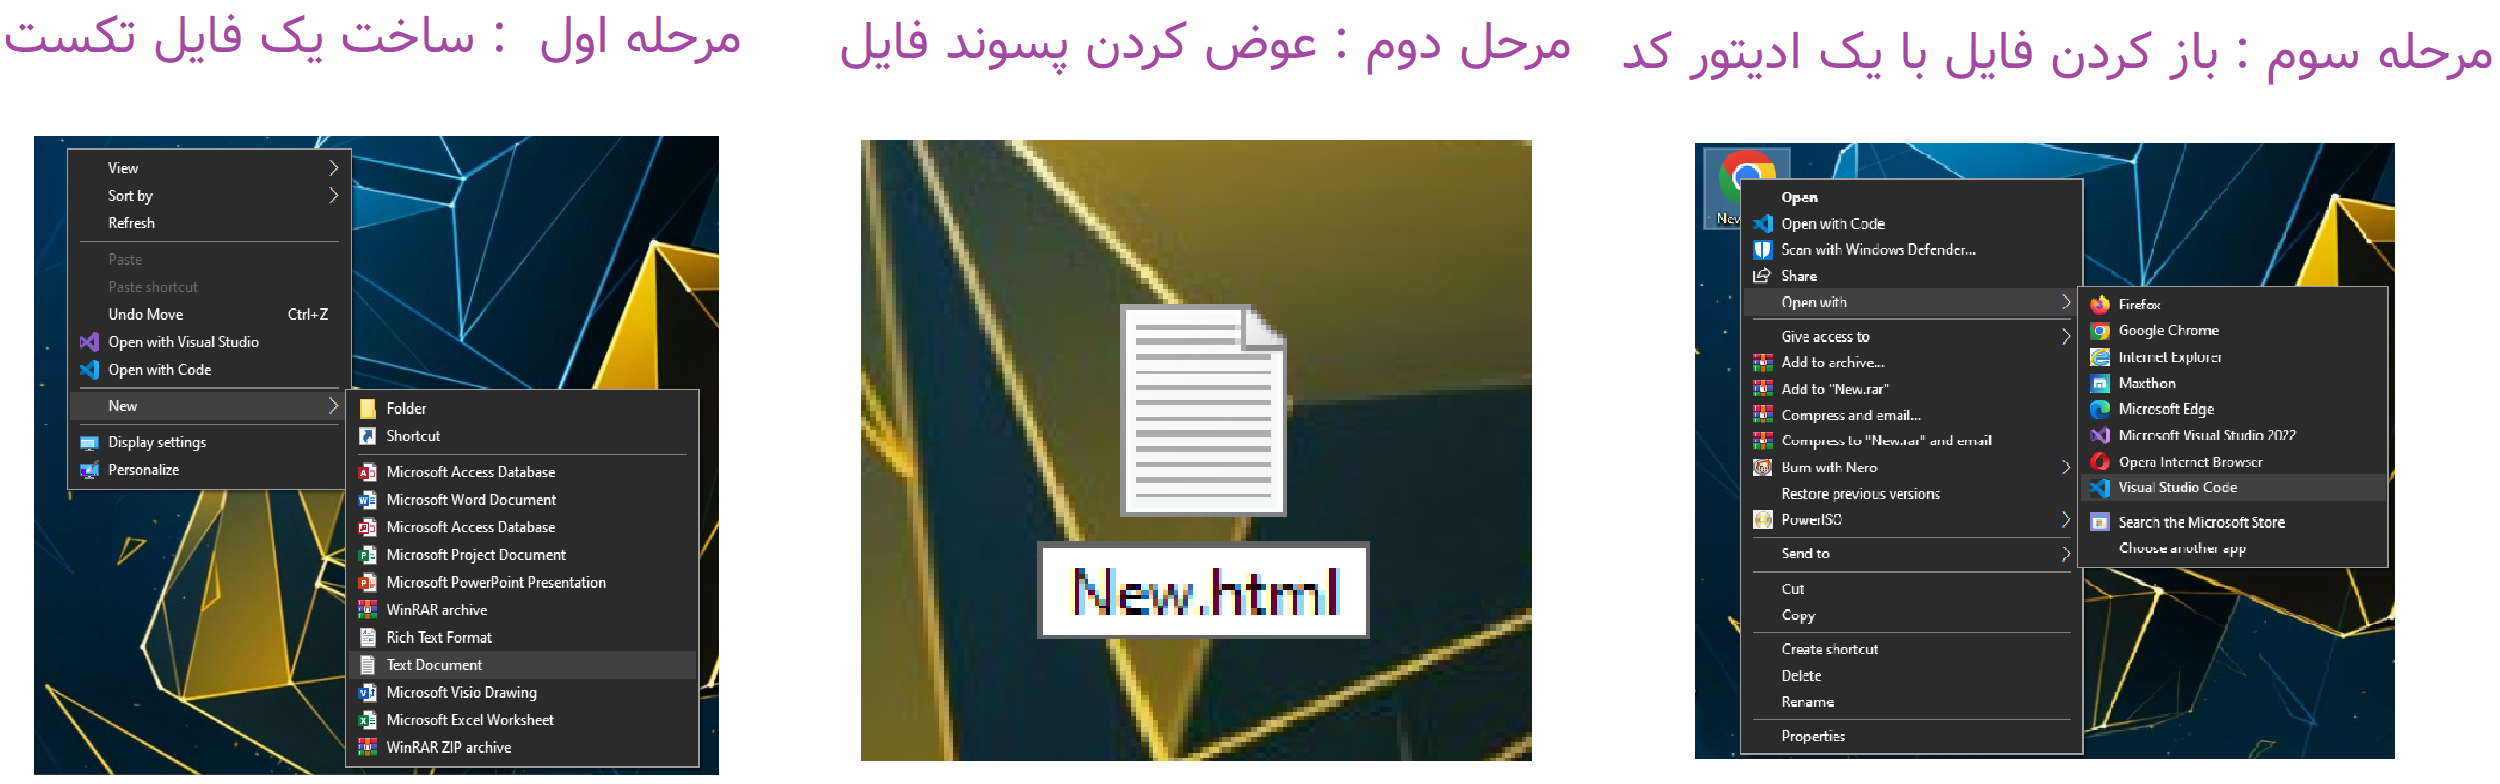 مرحله اول : ساخت یک فایل تکست
View
Sort by
Refresh
Paste
Paste shortcut
Undo Move Ctrl+Z
Open with Visual Studio
Open with Code
New
Display settings
Personalize
Folder
Shortcut
Microsoft Access Database
Microsoft Word Document
Microsoft Access Database
Microsoft Project Document
Microsoft PowerPoint Presentation
WinRAR archive
Rich Text Format
Text Document
Microsoft Visio Drawing
Microsoft Excel Worksheet
WinRAR ZIP archive
مرحل دوم : عوض کردن پسوند فایل
New.html
مرحله سوم : باز کردن فایل با یک ادیتور کد
Open
Open with Code
Scan with Windows Defender...
Share
Open with
Give access to
Add to archive...
Add to "New.rar"
Compress and email...
Compress to "New.rar" and email
Burn with Nero
Restore previous versions
PowerISO
Send to
Cut
Copy
Create shortcut
Delete
Rename
Properties
Firefox
Google Chrome
Internet Explorer
Maxthon
Microsoft Edge
Microsoft Visual Studio 2022
Opera Internet Browser
Visual Studio Code
Search the Microsoft Store
Choose another app